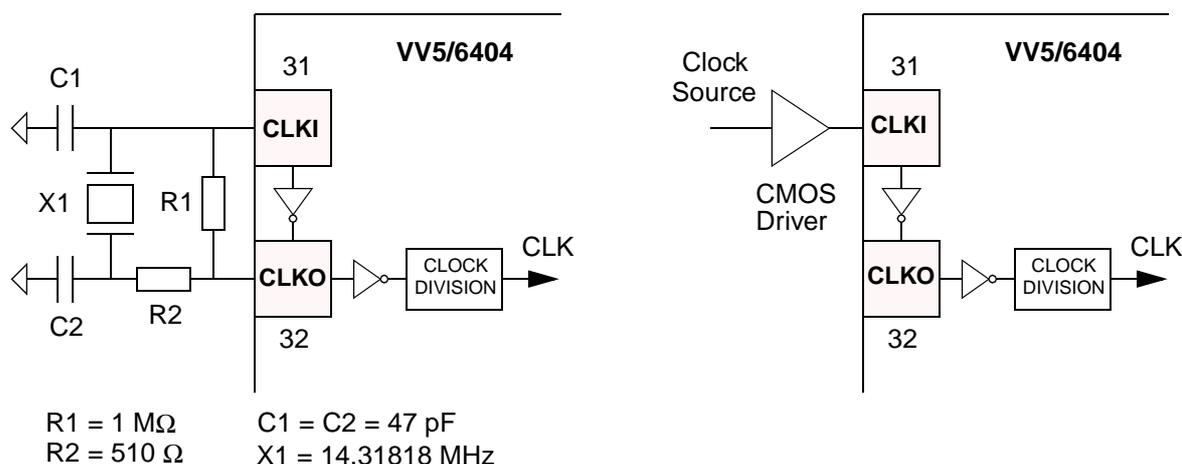 VV5/6404
31
C1
CLKI
X1
R1
CLKO
CLOCK
DIVISION
CLK
R2
C2
32
R1 = 1 MΩ
C1 = C2 = 47 pF
R2 = 510 Ω
X1 = 14.31818 MHz
VV5/6404
Clock
Source
31
CLKI
CMOS
Driver
CLKO
CLOCK
DIVISION
CLK
32